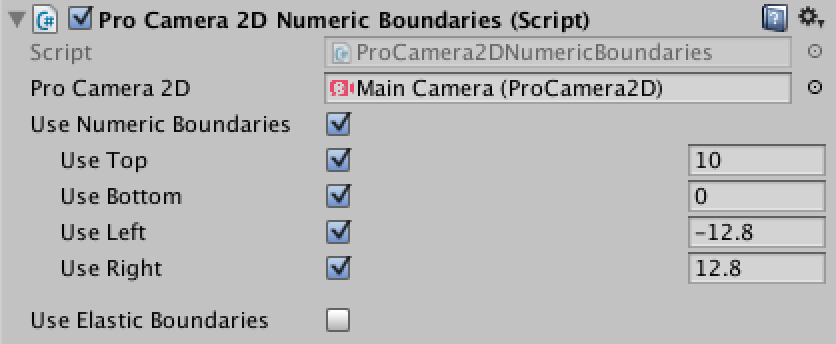 Pro Camera 2D Numeric Boundaries (Script)
Script ProCamera2DNumericBoundaries
Pro Camera 2D Main Camera (ProCamera2D)
Use Numeric Boundaries
Use Top 10
Use Bottom 0
Use Left -12.8
Use Right 12.8
Use Elastic Boundaries